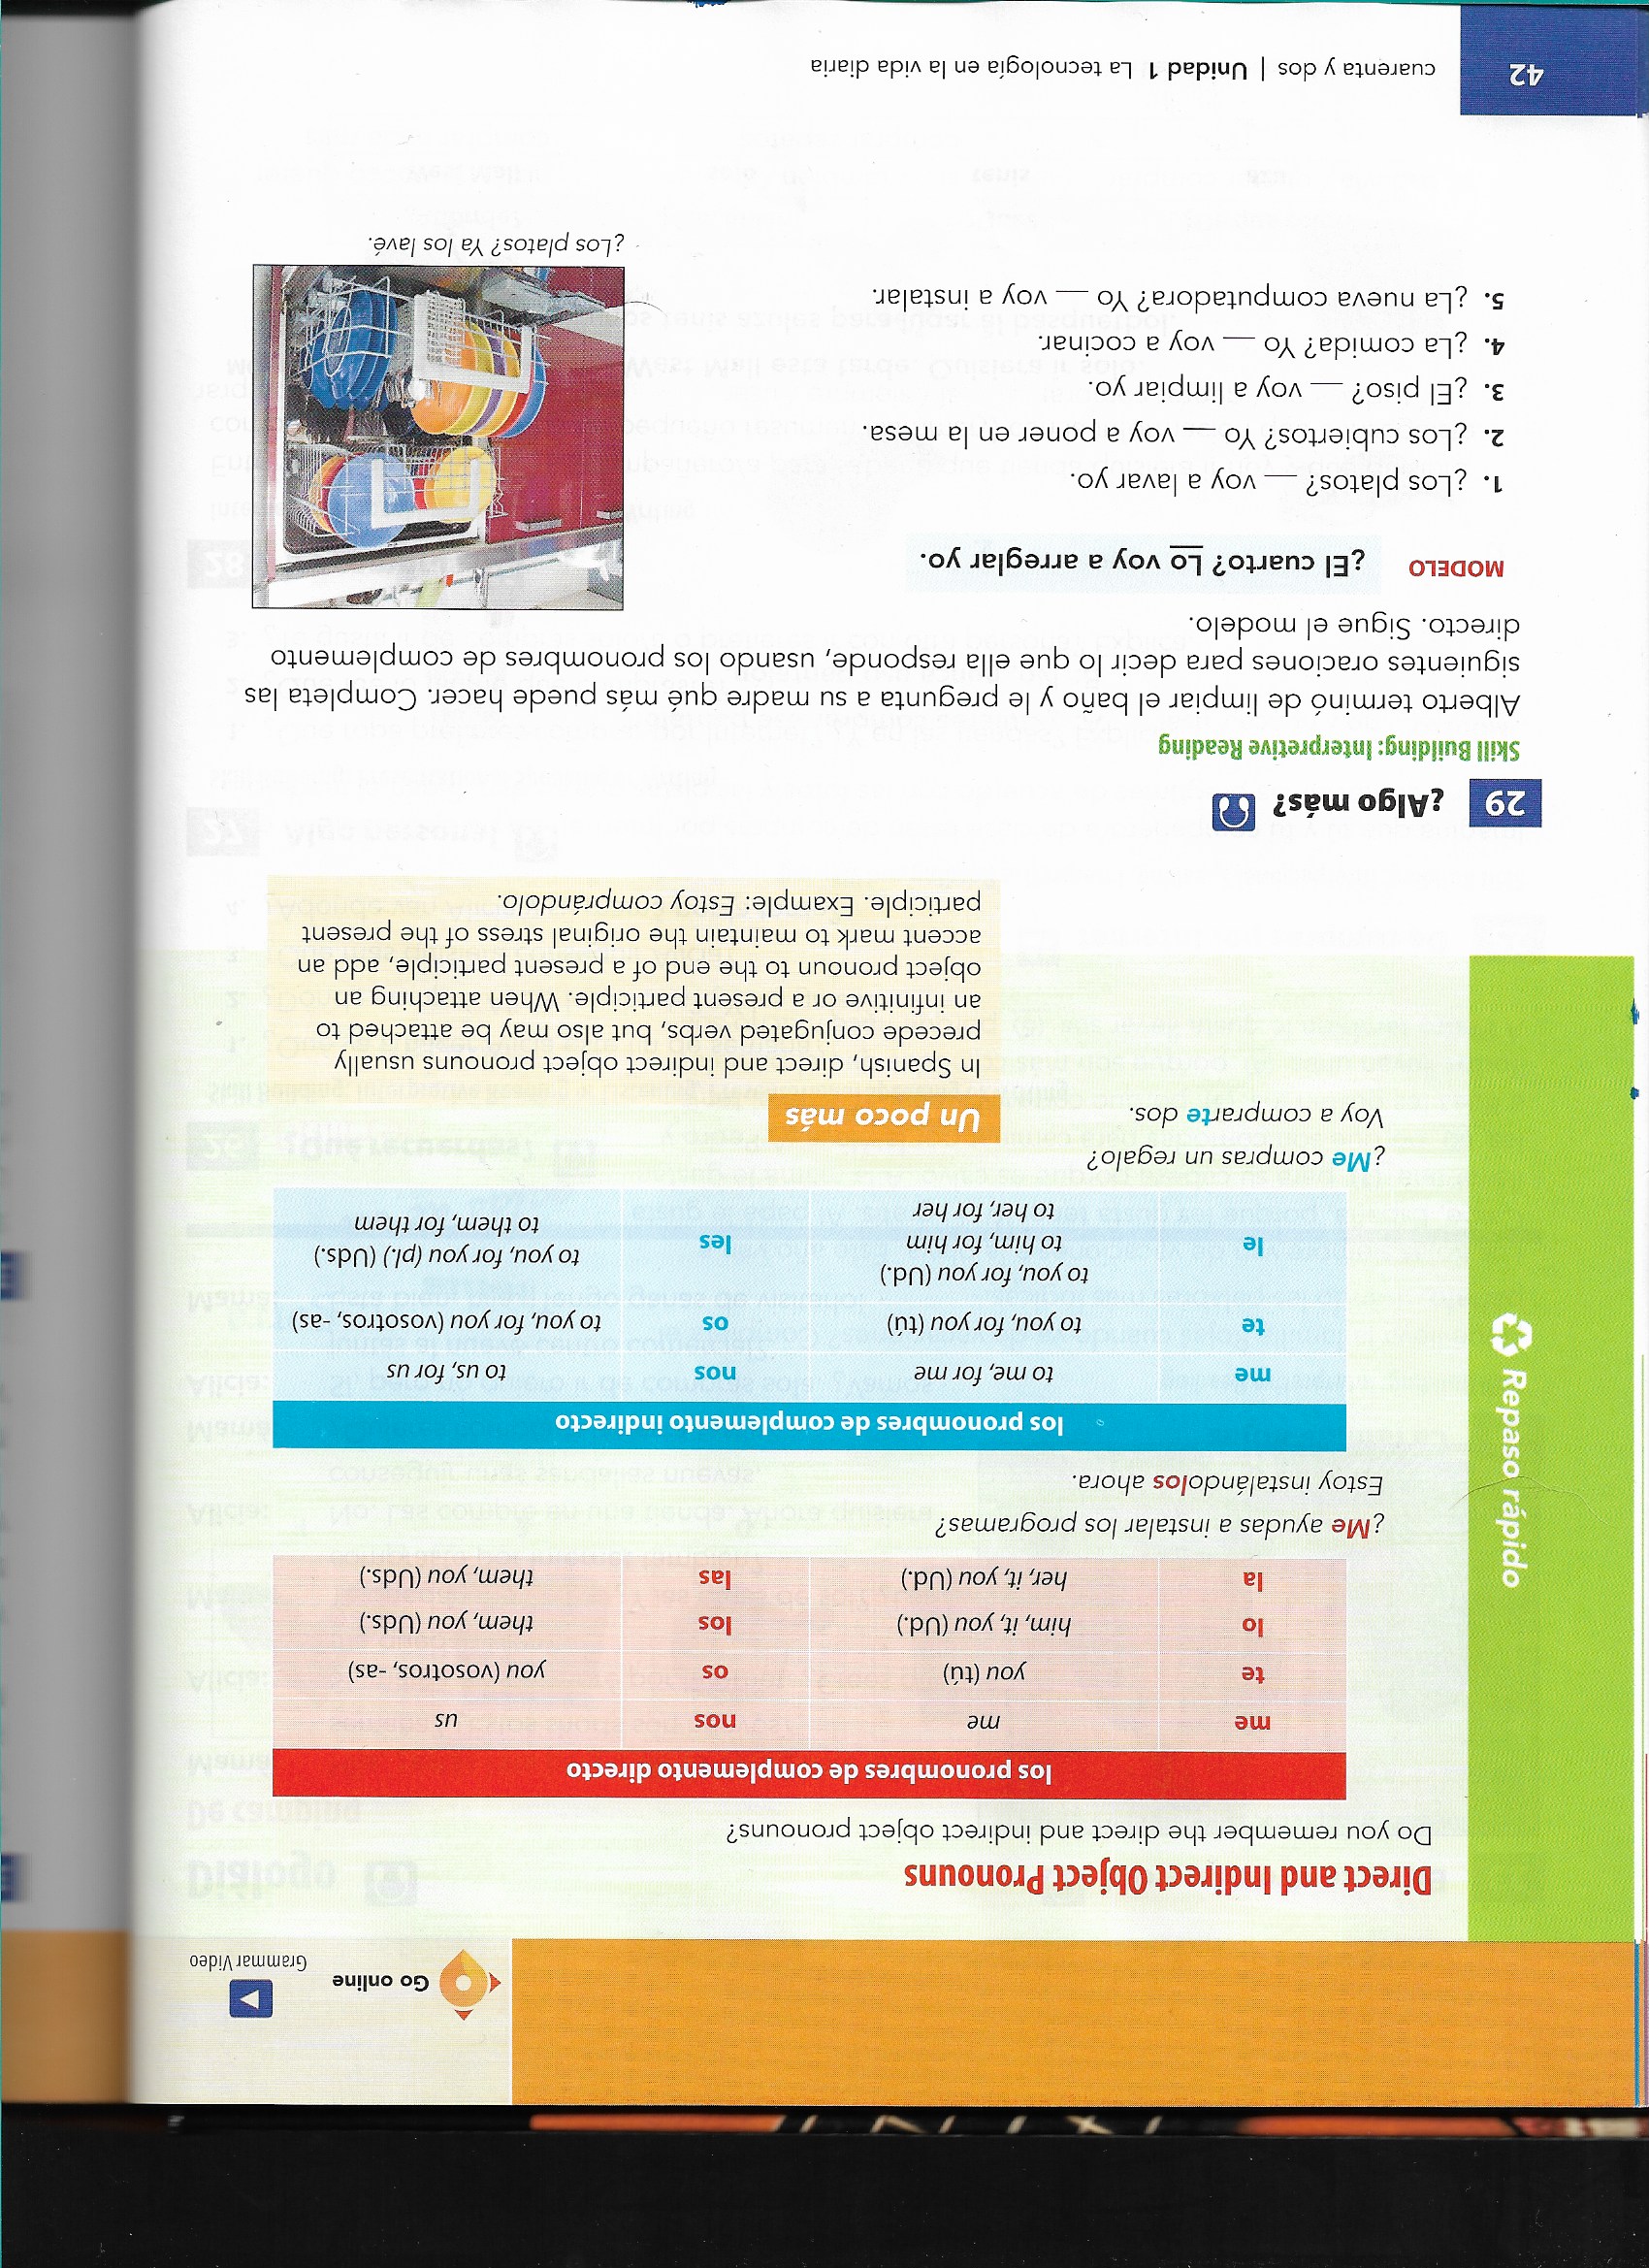 Go online
Grammar Video
Repaso rápido
Direct and Indirect Object Pronouns
Do you remember the direct and indirect object pronouns?
los pronombres de complemento directo
me me nos us
te you (tú) os you (vosotros, -as)
lo him, it, you (Ud.) los them, you (Uds.)
la her, it, you (Ud.) las them, you (Uds.)
¿Me ayudas a instalar los programas?
Estoy instalándolos ahora.
los pronombres de complemento indirecto
me to me, for me nos to us, for us
te to you, for you (tú) os to you, for you (vosotros, -as)
le to you, for you (Ud.)
to him, for him
to her, for her
les to you, for you (pl.) (Uds.)
to them, for them
¿Me compras un regalo?
Voy a comprarte dos.
Un poco más
In Spanish, direct and indirect object pronouns usually
precede conjugated verbs, but also may be attached to
an infinitive or a present participle. When attaching an
object pronoun to the end of a present participle, add an
accent mark to maintain the original stress of the present
participle. Example: Estoy comprándolo.
29 ¿Algo más?
Skill Building: Interpretive Reading
Alberto terminó de limpiar el baño y le pregunta a su madre qué más puede hacer. Completa las
siguientes oraciones para decir lo que ella responde, usando los pronombres de complemento
directo. Sigue el modelo.
MODELO ¿El cuarto? Lo voy a arreglar yo.
1. ¿Los platos? __ voy a lavar yo.
2. ¿Los cubiertos? Yo __ voy a poner en la mesa.
3. ¿El piso? __ voy a limpiar yo.
4. ¿La comida? Yo __ voy a cocinar.
5. ¿La nueva computadora? Yo __ voy a instalar.
¿Los platos? Ya los lavé.
42 cuarenta y dos | Unidad 1 La tecnología en la vida diaria